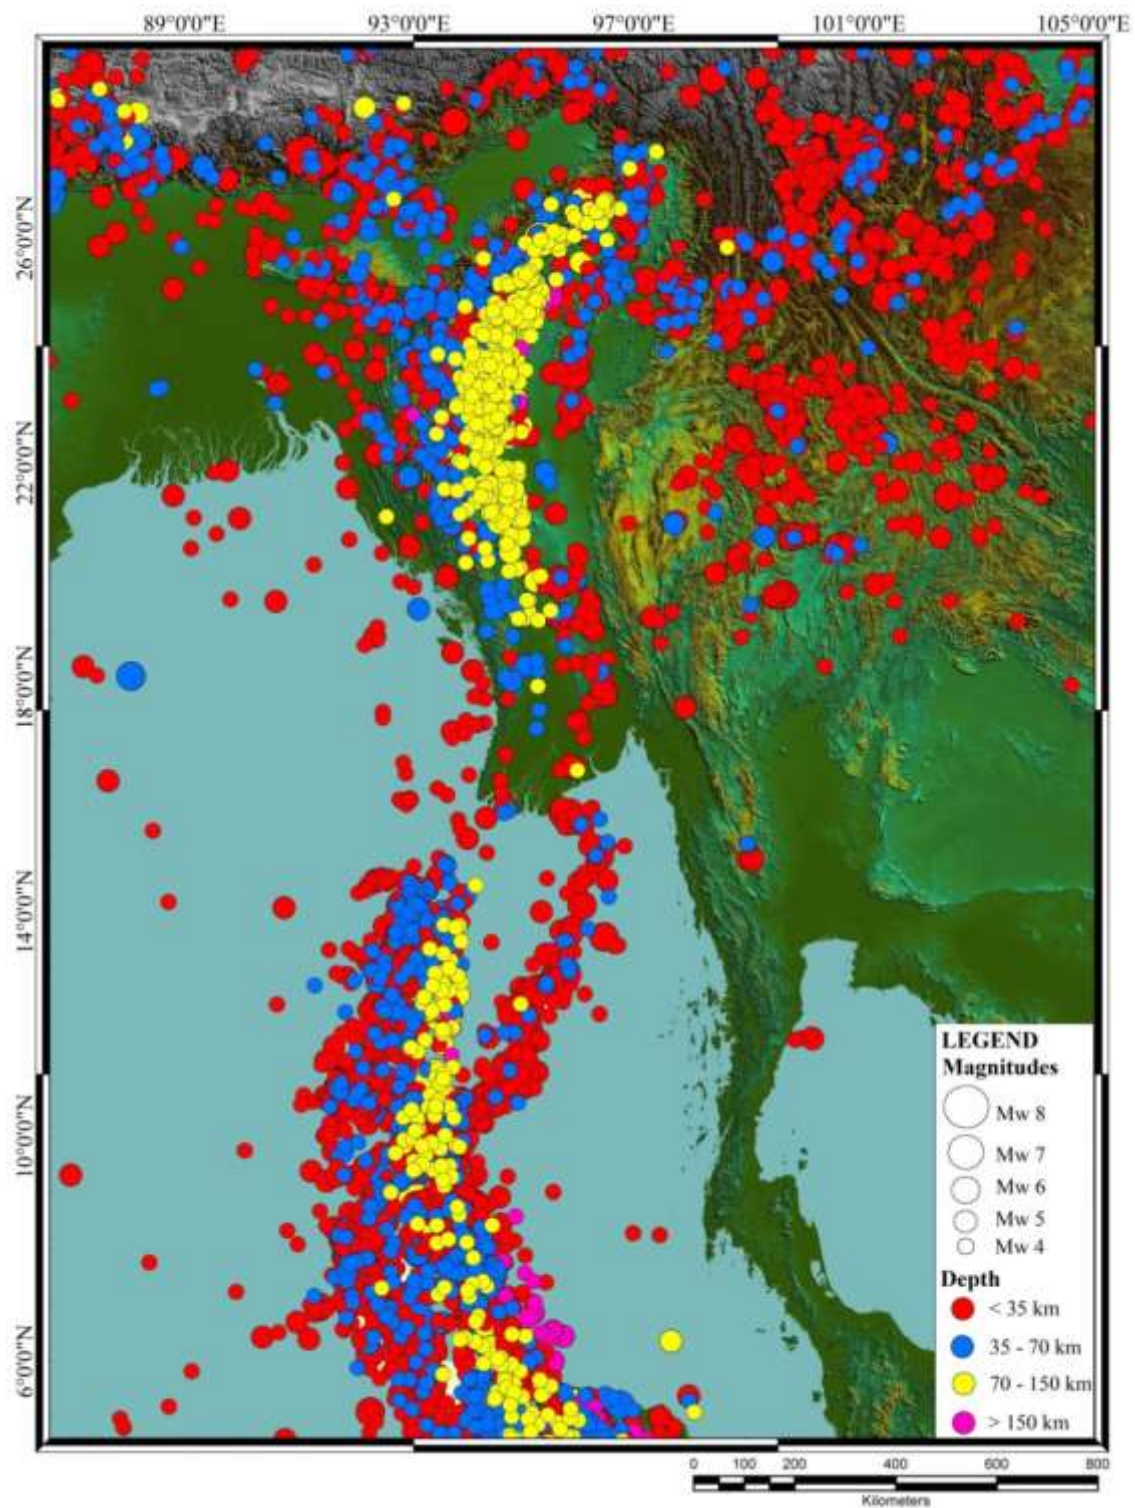 89°0'0"E 93°0'0"E 97°0'0"E 101°0'0"E 105°0'0"E
26°0'0"N
22°0'0"N
18°0'0"N
14°0'0"N
10°0'0"N
6°0'0"N
LEGEND
Magnitudes
Mw 8
Mw 7
Mw 6
Mw 5
Mw 4
Depth
< 35 km
35 - 70 km
70 - 150 km
> 150 km
0 100 200 400 600 800
Kilometers